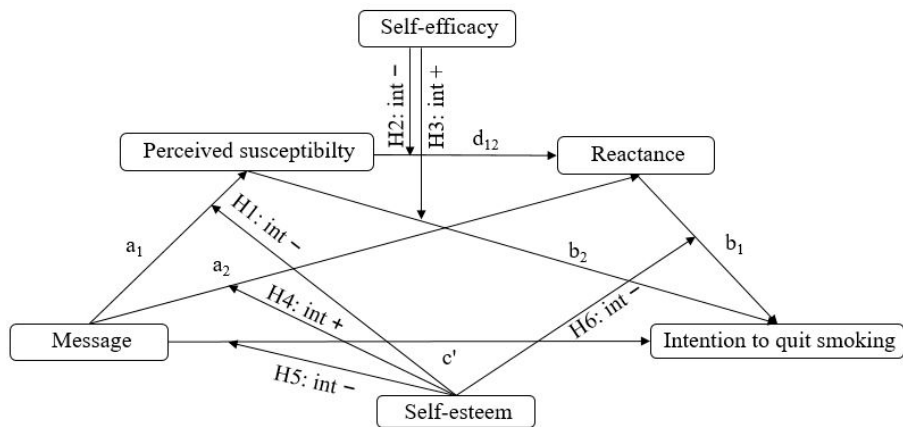 Self-efficacy
H2: int −
H3: int +
Perceived susceptibilty
d12
Reactance
H1: int −
a1
a2
b2
b1
H4: int +
H6: int −
Message
c'
Intention to quit smoking
H5: int −
Self-esteem